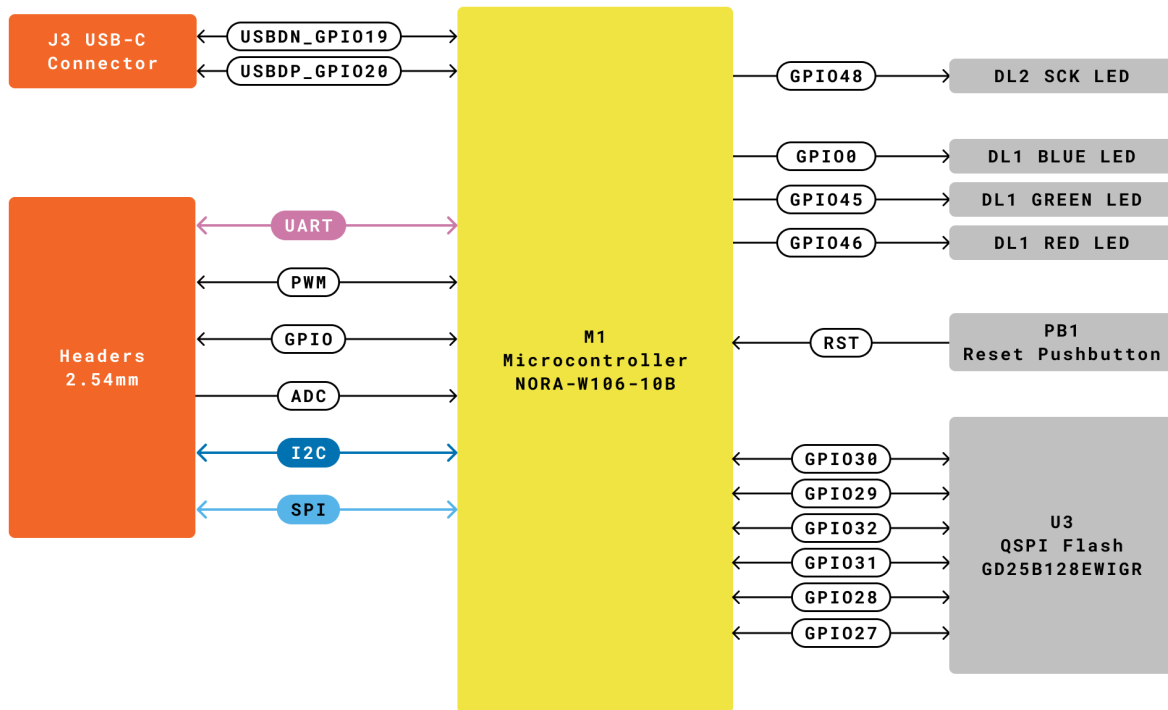 J3 USB-C
Connector
USBDN_GPIO19
USBDP_GPIO20
Headers
2.54mm
UART
PWM
GPIO
ADC
I2C
SPI
M1
Microcontroller
NORA-W106-10B
GPIO48
DL2 SCK LED
GPIO0
DL1 BLUE LED
GPIO45
DL1 GREEN LED
GPIO46
DL1 RED LED
RST
PB1
Reset Pushbutton
GPIO30
GPIO29
GPIO32
GPIO31
GPIO28
GPIO27
U3
QSPI Flash
GD25B128EWIGR